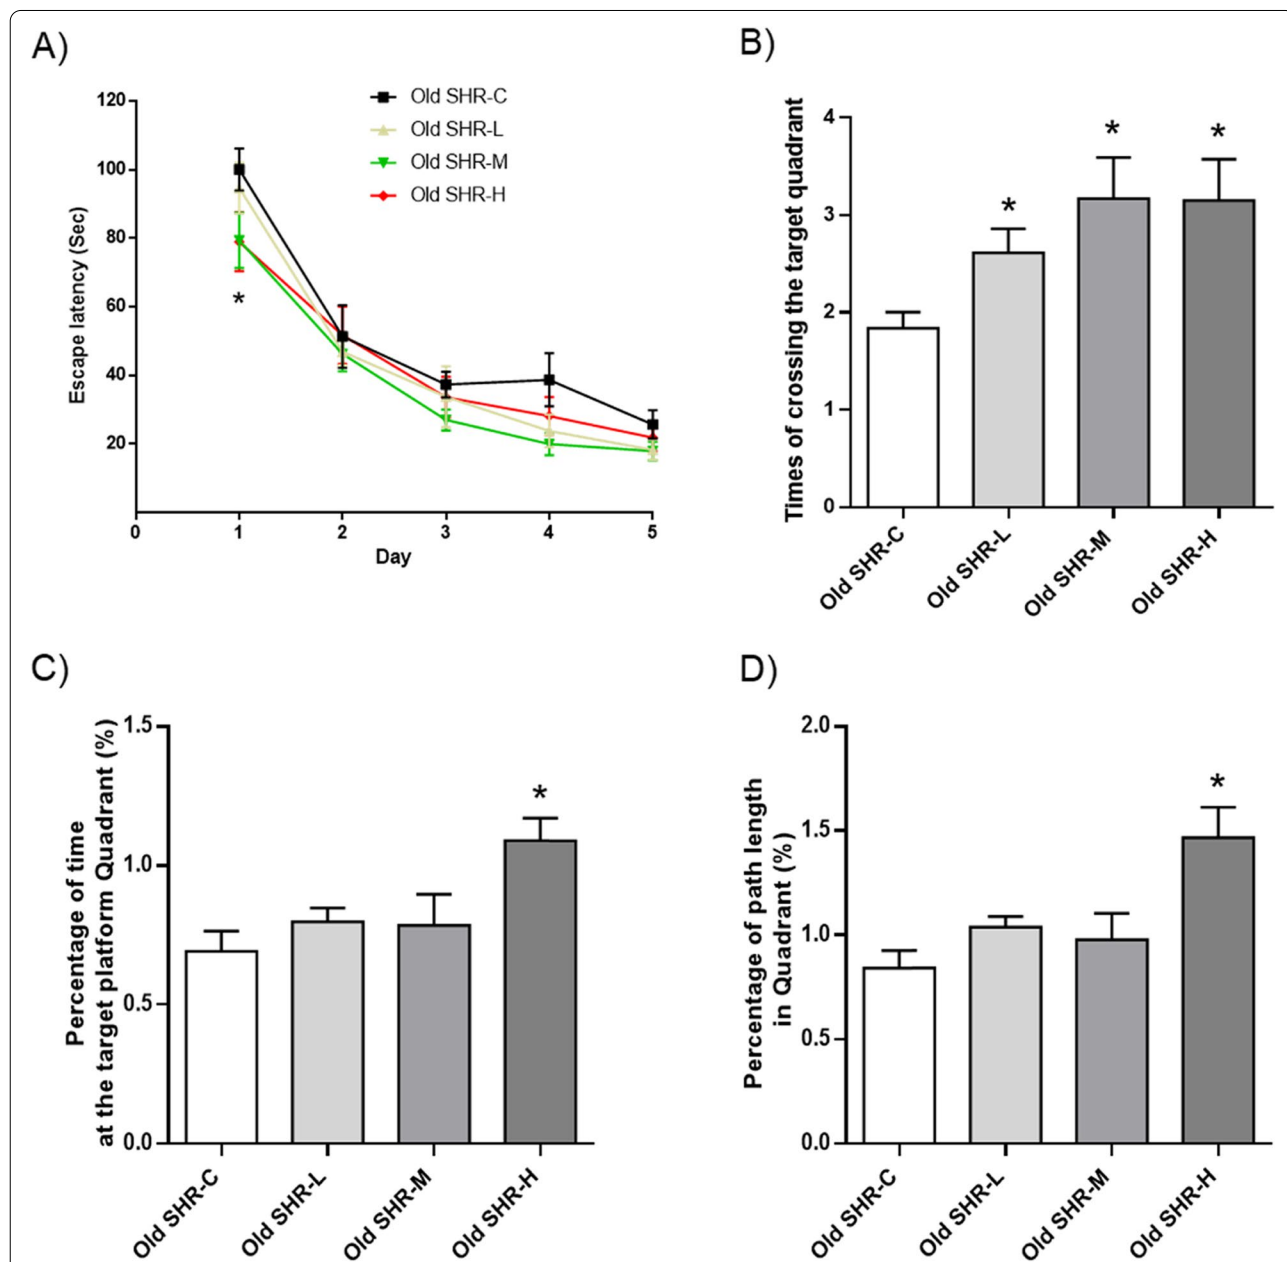 A)
Old SHR-C
Old SHR-L
Old SHR-M
Old SHR-H
Escape latency (Sec)
120
100
80
60
40
20
*
0
1
2
3
4
5
Day
B)
Times of crossing the target quadrant
4
3
2
1
0
*
*
*
Old SHR-C
Old SHR-L
Old SHR-M
Old SHR-H
C)
Percentage of time
at the target platform Quadrant (%)
1.5
1.0
0.5
0.0
*
Old SHR-C
Old SHR-L
Old SHR-M
Old SHR-H
D)
Percentage of path length
in Quadrant (%)
2.0
1.5
1.0
0.5
0.0
*
Old SHR-C
Old SHR-L
Old SHR-M
Old SHR-H